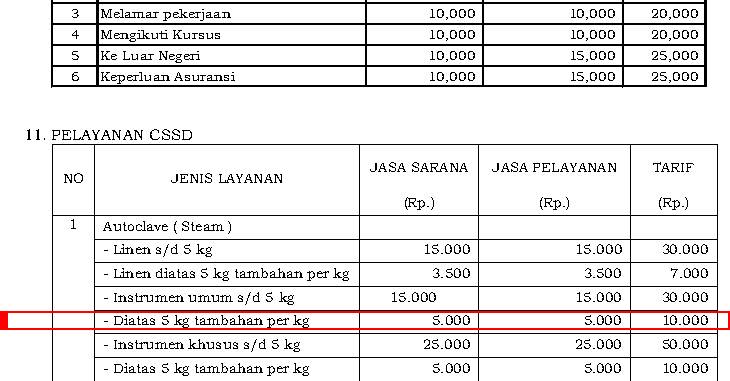 3 Melamar pekerjaan 10,000 10,000 20,000
4 Mengikuti Kursus 10,000 10,000 20,000
5 Ke Luar Negeri 10,000 15,000 25,000
6 Keperluan Asuransi 10,000 15,000 25,000
11. PELAYANAN CSSD
NO JENIS LAYANAN JASA SARANA (Rp.) JASA PELAYANAN (Rp.) TARIF (Rp.)
1 Autoclave ( Steam )
- Linen s/d 5 kg 15.000 15.000 30.000
- Linen diatas 5 kg tambahan per kg 3.500 3.500 7.000
- Instrumen umum s/d 5 kg 15.000 15.000 30.000
- Diatas 5 kg tambahan per kg 5.000 5.000 10.000
- Instrumen khusus s/d 5 kg 25.000 25.000 50.000
- Diatas 5 kg tambahan per kg 5.000 5.000 10.000